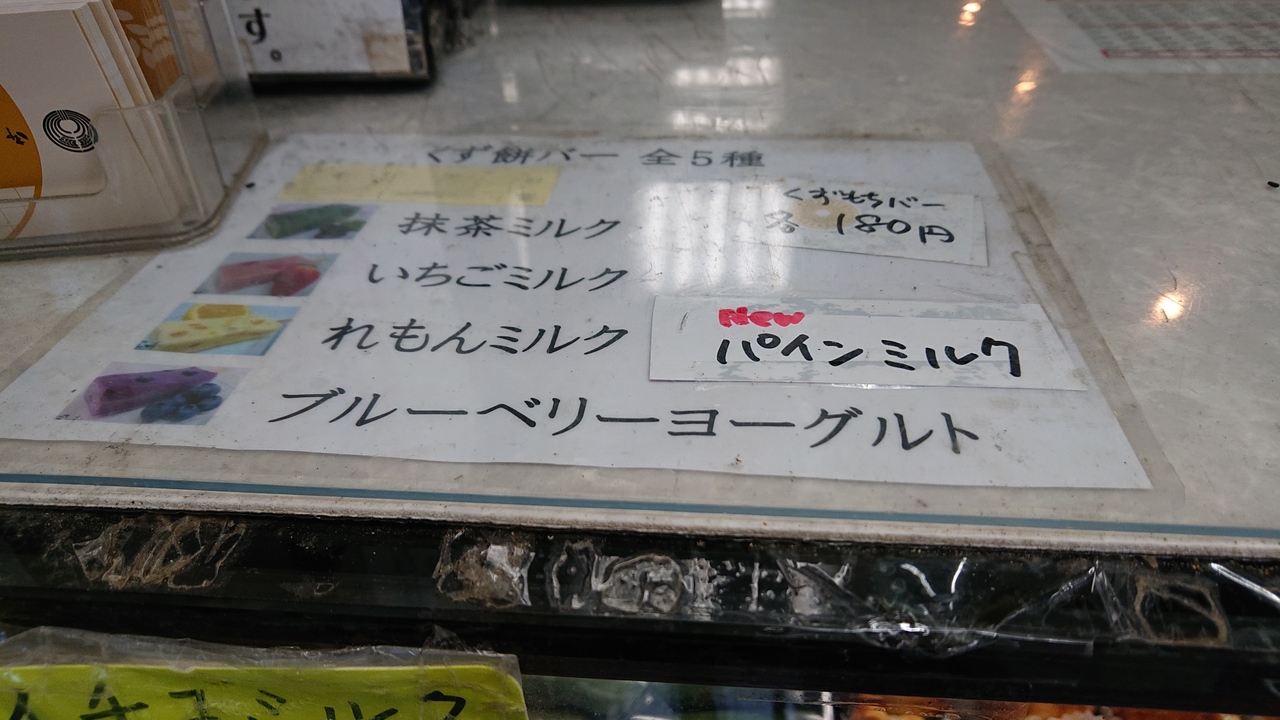 す。
くず餅バー 全5種
くずもちバー
各 180円
抹茶ミルク
いちごミルク
れもんミルク
New
パインミルク
ブルーベリーヨーグルト